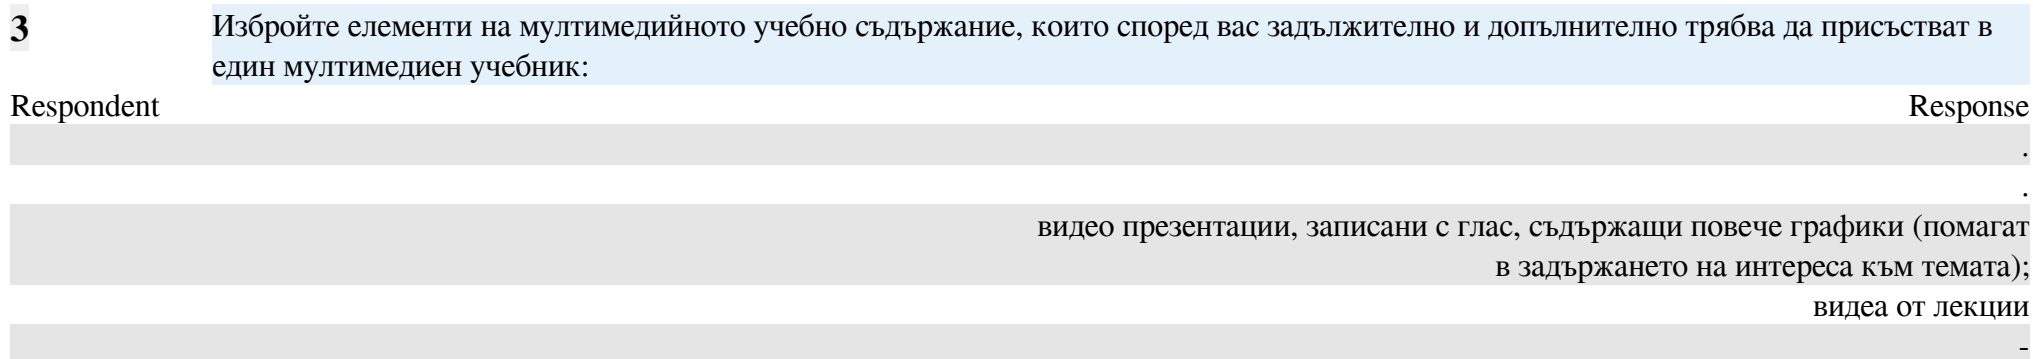 3 Избройте елементи на мултимедийното учебно съдържание, които според вас задължително и допълнително трябва да присъстват в
един мултимедиен учебник:
Respondent Response
.
.
видео презентации, записани с глас, съдържащи повече графики (помагат
в задържането на интереса към темата);
видеа от лекции
-